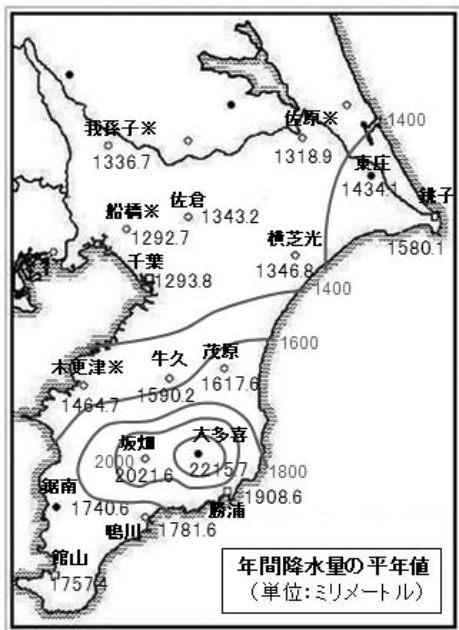 我孫子※
1336.7
佐原※
1318.9
1400
東庄
1434.1
銚子
1580.1
佐倉
1343.2
船橋※
1292.7
横芝光
1346.8
千葉
1293.8
1400
1600
木更津※
1464.7
牛久
1590.2
茂原
1617.6
坂畑
2000
2021.6
大多喜
2215.7
1800
鋸南
1740.6
勝浦
1908.6
鴨川
1781.6
館山
1757.4
年間降水量の平年値
(単位:ミリメートル)